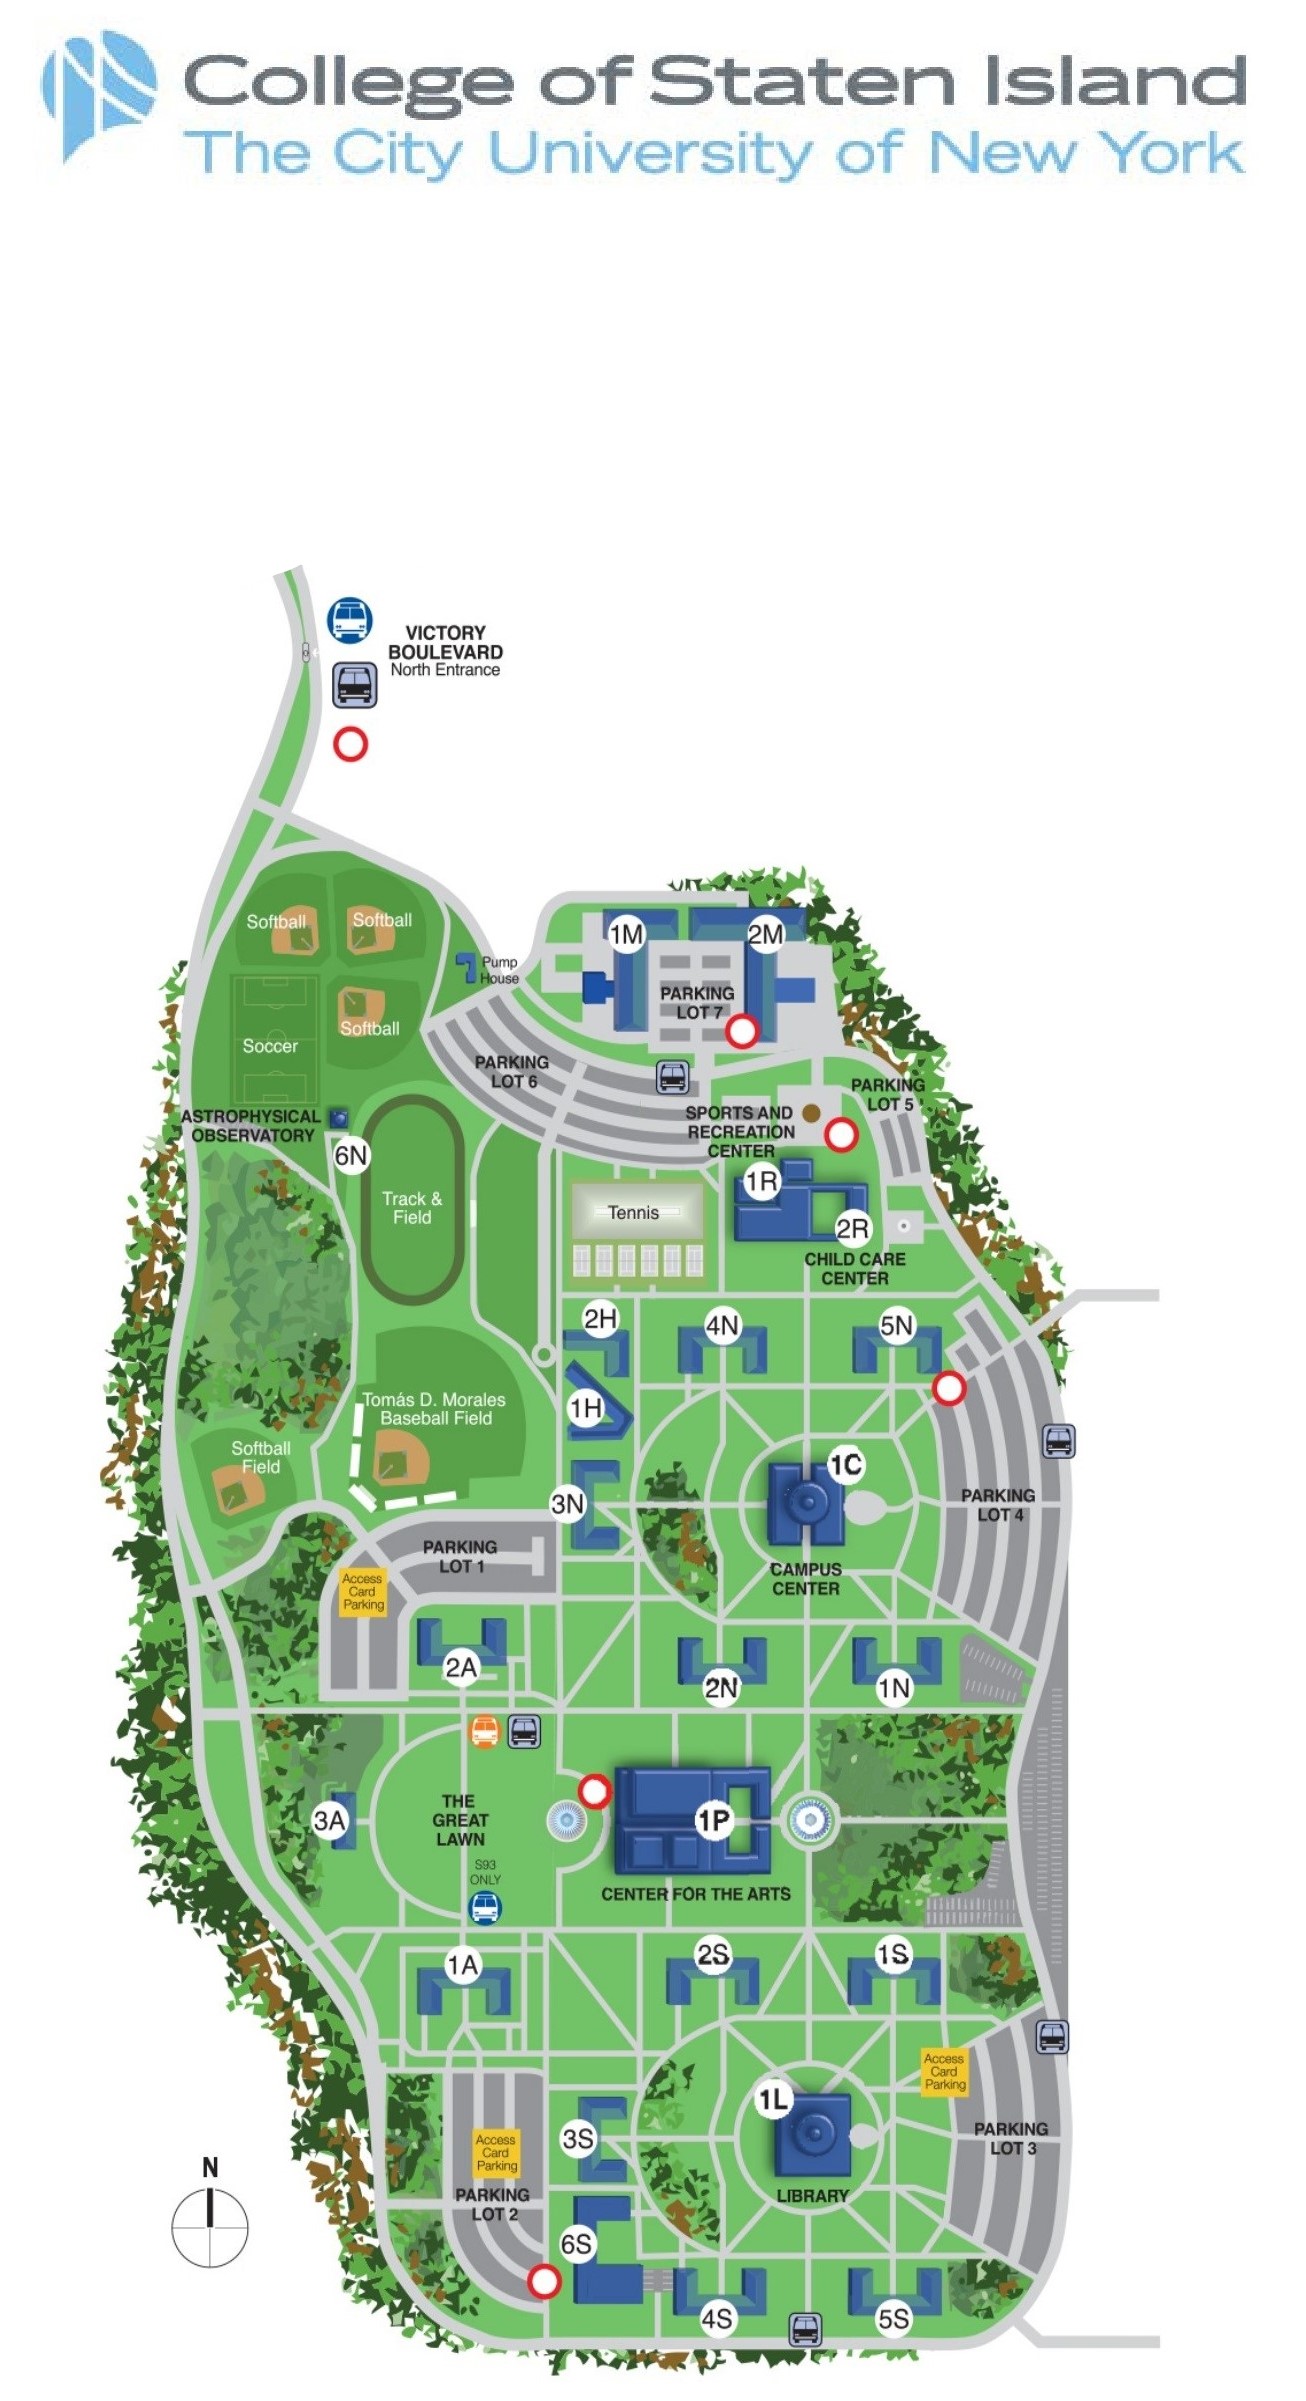 College of Staten Island
The City University of New York
VICTORY
BOULEVARD
North Entrance
Softball
Softball
1M
2M
Pump
House
PARKING
LOT 7
Softball
Soccer
PARKING
LOT 6
PARKING
LOT 5
SPORTS AND
RECREATION
CENTER
ASTROPHYSICAL
OBSERVATORY
6N
1R
Track &
Field
Tennis
2R
CHILD CARE
CENTER
2H
4N
5N
Tomás D. Morales
Baseball Field
1H
Softball
Field
1C
3N
PARKING
LOT 4
PARKING
LOT 1
Access
Card
Parking
CAMPUS
CENTER
2A
2N
1N
THE
GREAT
LAWN
3A
1P
S93
ONLY
CENTER FOR THE ARTS
1A
2S
1S
Access
Card
Parking
1L
3S
PARKING
LOT 3
Access
Card
Parking
N
PARKING
LOT 2
LIBRARY
6S
4S
5S